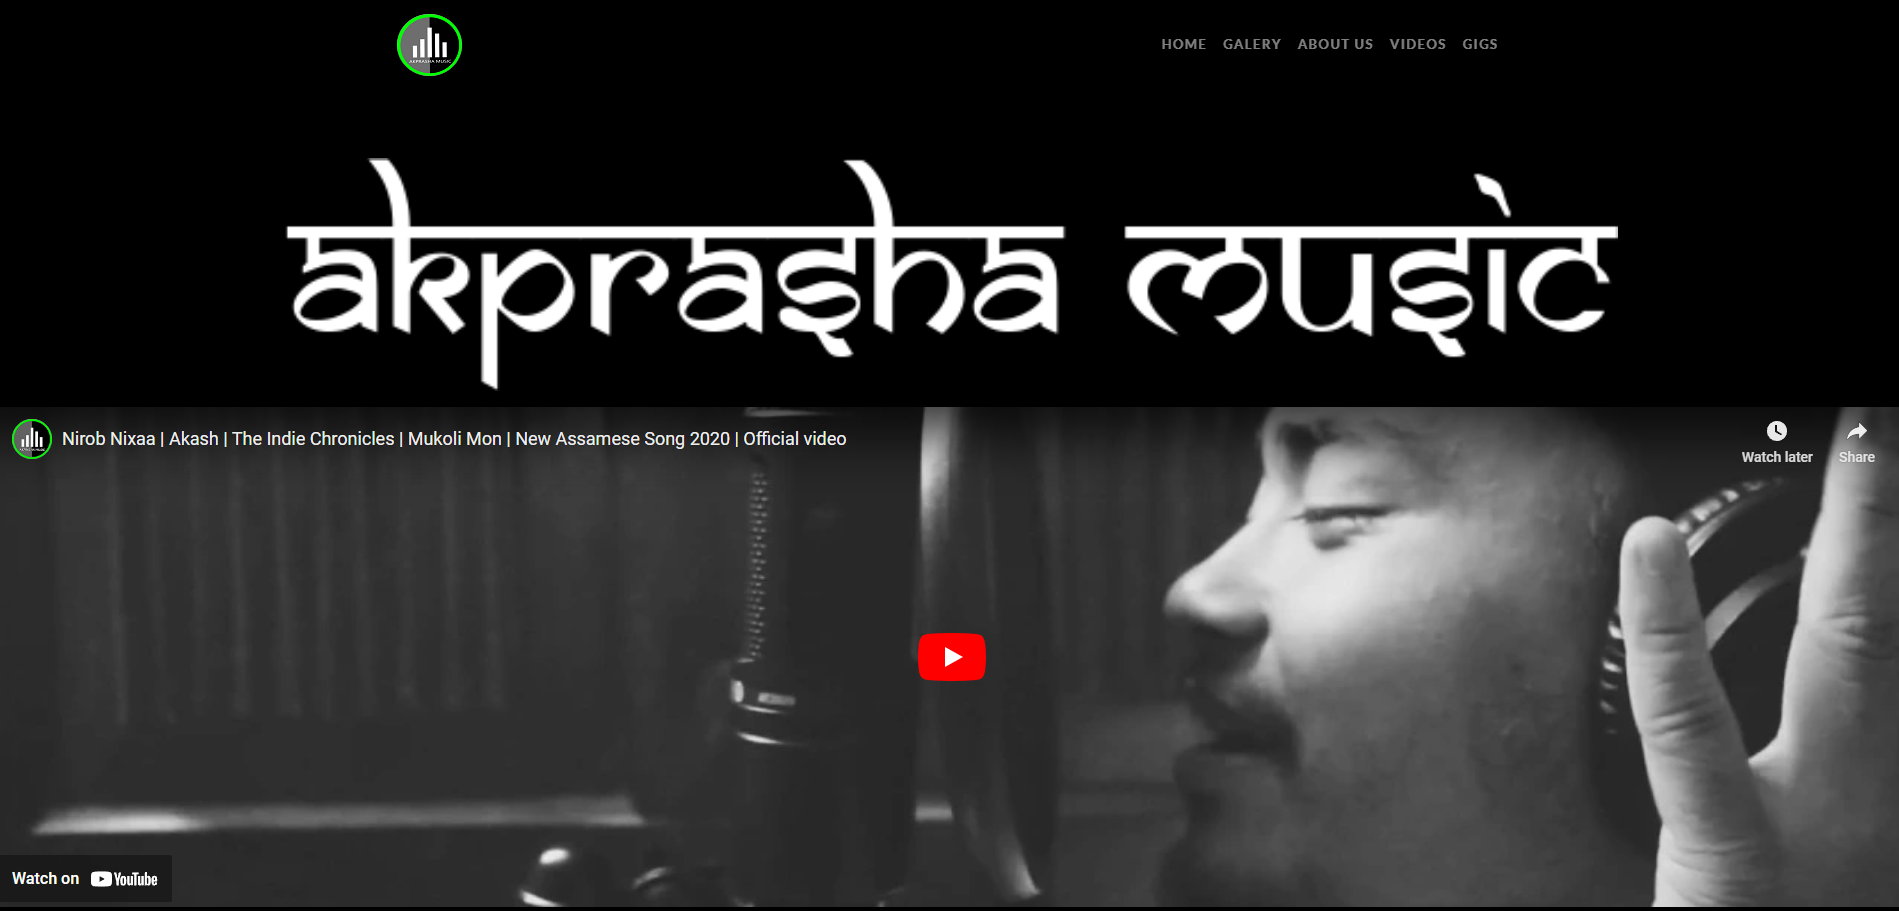 AKPRASHA MUSIC
HOME GALERY ABOUT US VIDEOS GIGS
akprasha music
AKPRASHA MUSIC
Nirob Nixaa | Akash | The Indie Chronicles | Mukoli Mon | New Assamese Song 2020 | Official video
Watch later
Share
Watch on YouTube